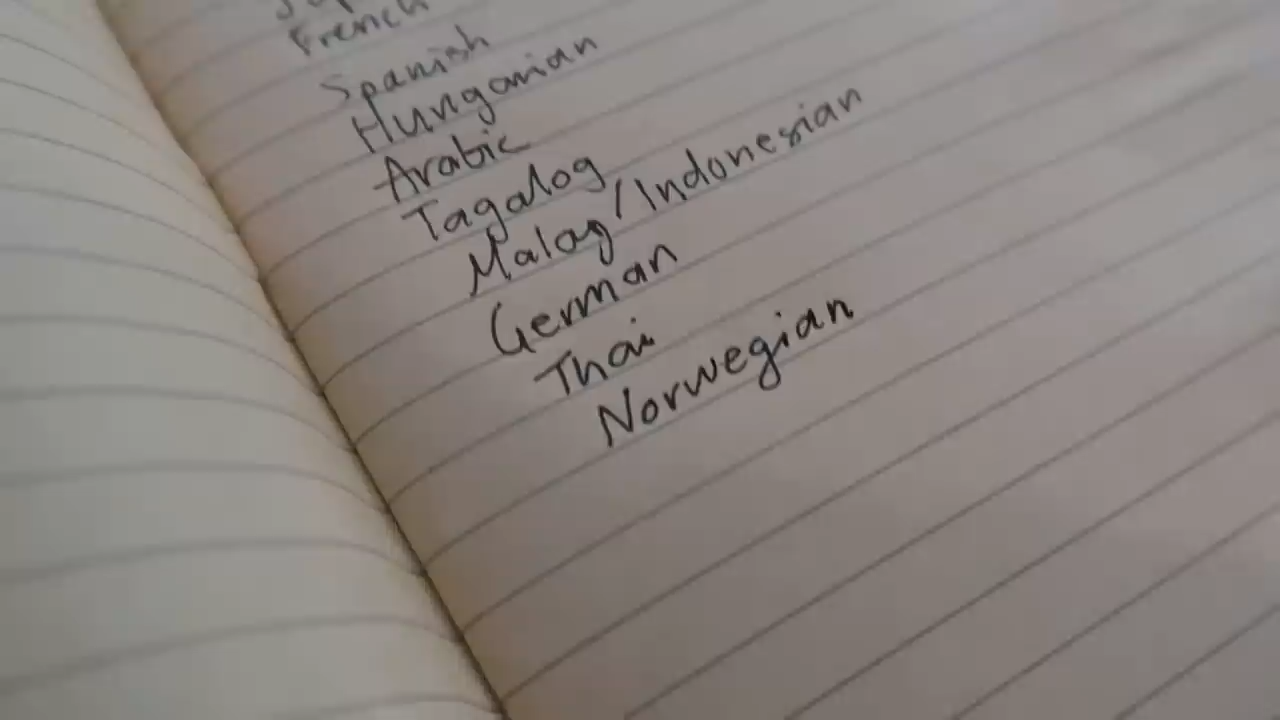 French
Spanish
Hungarian
Arabic
Tagalog
Malay/Indonesian
German
Thai
Norwegian